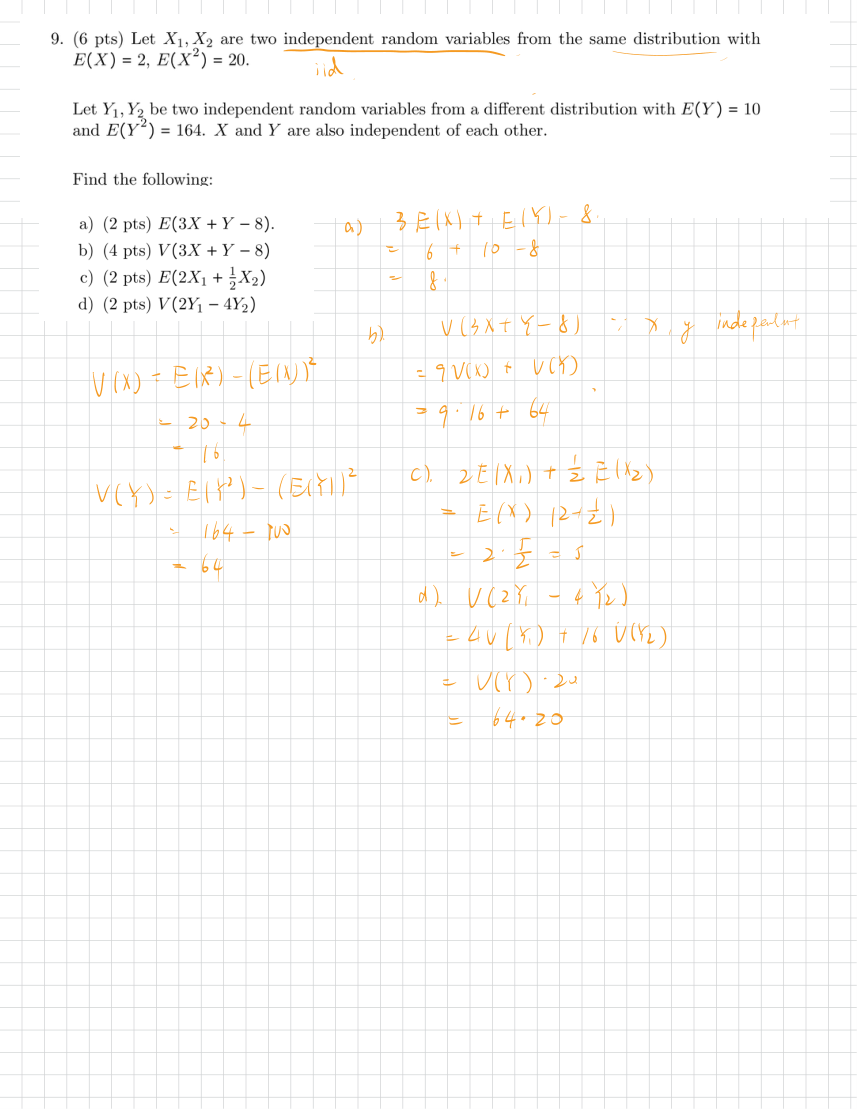 9. (6 pts) Let X₁, X₂ are two independent random variables from the same distribution with
E(X) = 2, E(X²) = 20.
iid
Let Y₁, Y₂ be two independent random variables from a different distribution with E(Y) = 10
and E(Y²) = 164. X and Y are also independent of each other.
Find the following:
a) (2 pts) E(3X + Y − 8).
b) (4 pts) V(3X + Y − 8)
c) (2 pts) E(2X₁ + ½X₂)
d) (2 pts) V(2Y₁ − 4Y₂)
a) 3 E(X) + E(Y) − 8.
= 6 + 10 − 8
= 8.
b). V(3X + Y − 8) ∵ x, y indepent
= 9 V(X) + V(Y)
= 9 · 16 + 64
V(X) = E(X²) − (E(X))²
= 20 − 4
= 16.
V(Y) = E(Y²) − (E(Y))²
= 164 − 100
= 64
c). 2E(X₁) + ½ E(X₂)
= E(X) (2+½)
= 2 · 5/2 = 5
d). V(2Y₁ − 4Y₂)
= 4V(Y₁) + 16 V(Y₂)
= V(Y) · 20
= 64 · 20